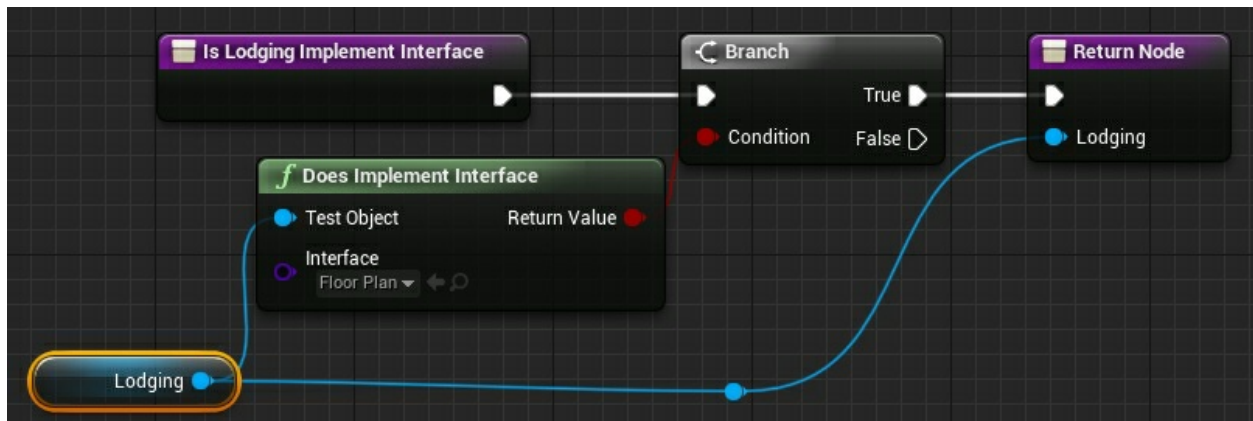 Is Lodging Implement Interface
Branch
True
Condition
False
Return Node
Lodging
f Does Implement Interface
Test Object
Return Value
Interface
Floor Plan
Lodging